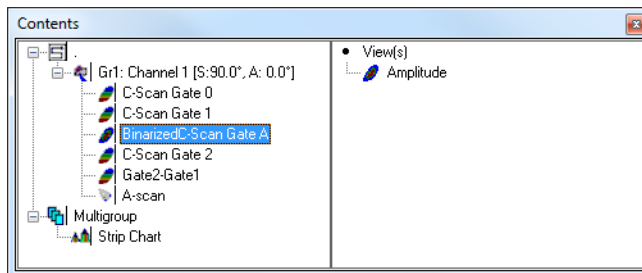 Contents
.
Gr1: Channel 1 [S:90.0°, A: 0.0°]
C-Scan Gate 0
C-Scan Gate 1
BinarizedC-Scan Gate A
C-Scan Gate 2
Gate2-Gate1
A-scan
Multigroup
Strip Chart
View(s)
Amplitude